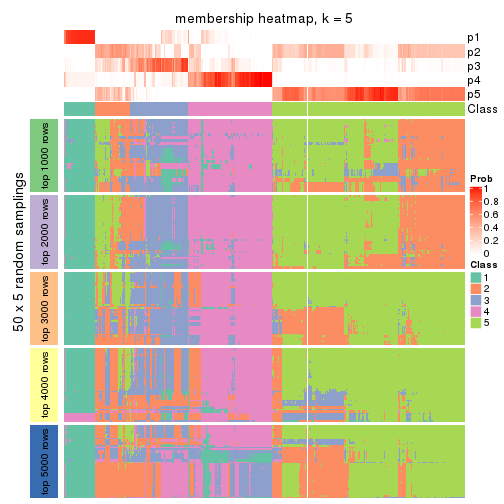 membership heatmap, k = 5
p1
p2
p3
p4
p5
Class
50 x 5 random samplings
top 1000 rows
top 2000 rows
top 3000 rows
top 4000 rows
top 5000 rows
Prob
1
0.8
0.6
0.4
0.2
0
Class
1
2
3
4
5